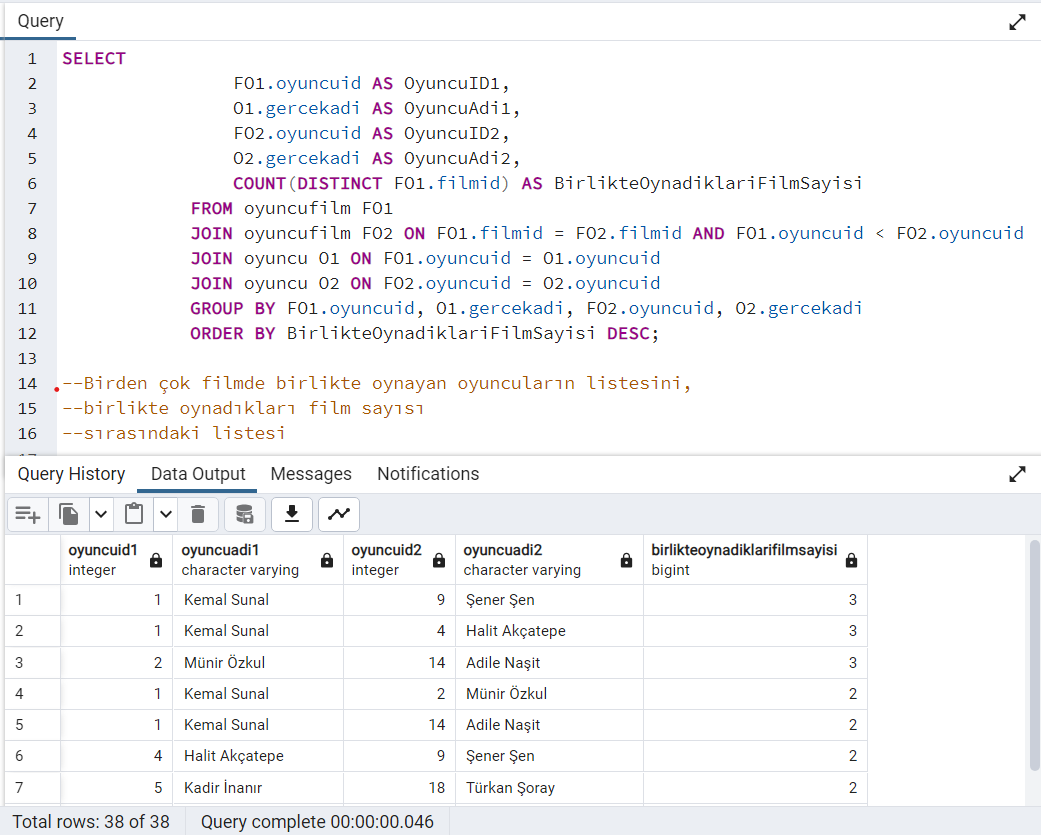 Query
1 SELECT
2 FO1.oyuncuid AS OyuncuID1,
3 O1.gercekadi AS OyuncuAdi1,
4 FO2.oyuncuid AS OyuncuID2,
5 O2.gercekadi AS OyuncuAdi2,
6 COUNT(DISTINCT FO1.filmid) AS BirlikteOynadiklariFilmSayisi
7 FROM oyuncufilm FO1
8 JOIN oyuncufilm FO2 ON FO1.filmid = FO2.filmid AND FO1.oyuncuid < FO2.oyuncuid
9 JOIN oyuncu O1 ON FO1.oyuncuid = O1.oyuncuid
10 JOIN oyuncu O2 ON FO2.oyuncuid = O2.oyuncuid
11 GROUP BY FO1.oyuncuid, O1.gercekadi, FO2.oyuncuid, O2.gercekadi
12 ORDER BY BirlikteOynadiklariFilmSayisi DESC;
13
14 --Birden çok filmde birlikte oynayan oyuncuların listesini,
15 --birlikte oynadıkları film sayısı
16 --sırasındaki listesi
Query History Data Output Messages Notifications
oyuncuid1 oyuncuadi1 oyuncuid2 oyuncuadi2 birlikteoynadiklarifilmsayisi
integer character varying integer character varying bigint
1 1 Kemal Sunal 9 Şener Şen 3
2 1 Kemal Sunal 4 Halit Akçatepe 3
3 2 Münir Özkul 14 Adile Naşit 3
4 1 Kemal Sunal 2 Münir Özkul 2
5 1 Kemal Sunal 14 Adile Naşit 2
6 4 Halit Akçatepe 9 Şener Şen 2
7 5 Kadir İnanır 18 Türkan Şoray 2
Total rows: 38 of 38 Query complete 00:00:00.046